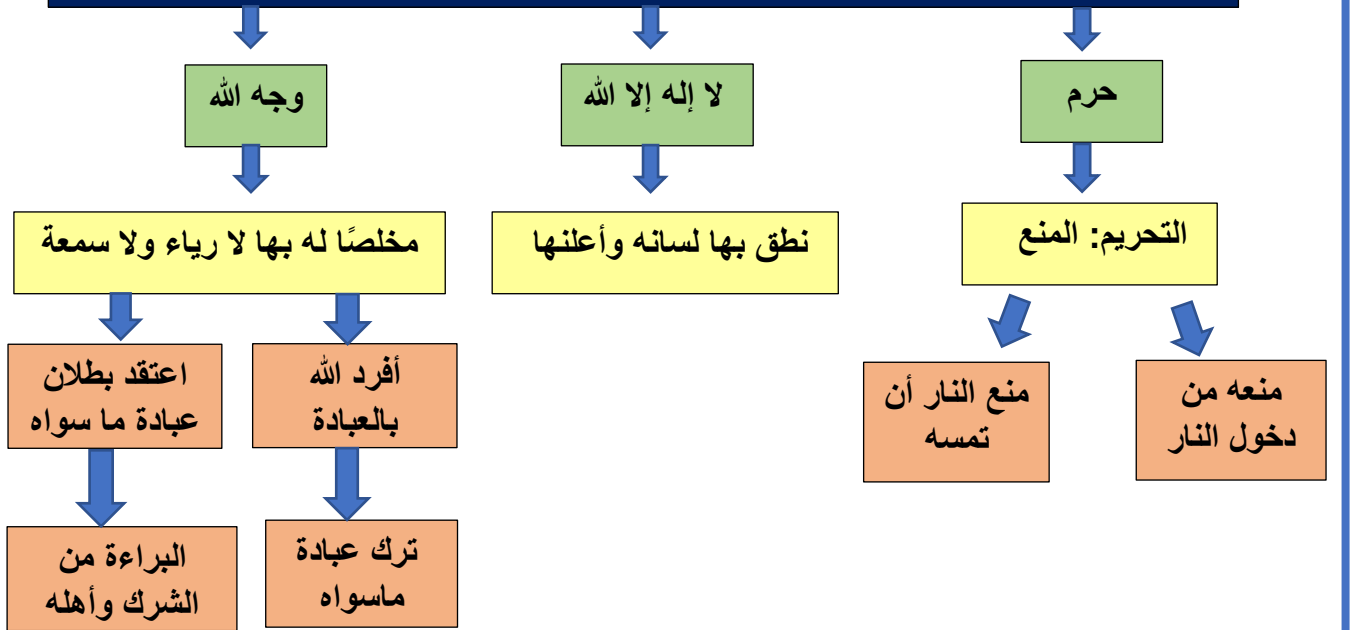 حرم
لا إله إلا الله
وجه الله
التحريم: المنع
نطق بها لسانه وأعلنها
مخلصًا له بها لا رياء ولا سمعة
منعه من
دخول النار
منع النار أن
تمسه
أفرد الله
بالعبادة
اعتقد بطلان
عبادة ما سواه
ترك عبادة
ماسواه
البراءة من
الشرك وأهله